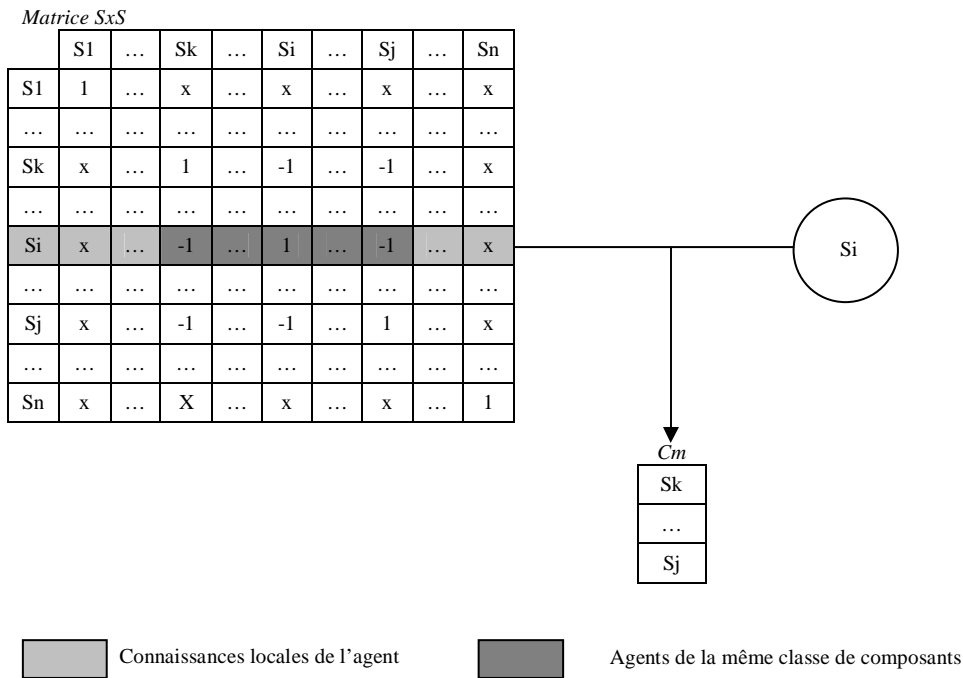 Matrice SxS
S1 … Sk … Si … Sj … Sn
S1 1 … x … x … x … x
… … … … … … … … … …
Sk x … 1 … -1 … -1 … x
… … … … … … … … … …
Si x … -1 … 1 … -1 … x
Si
… … … … … … … … … …
Sj x … -1 … -1 … 1 … x
… … … … … … … … … …
Sn x … X … x … x … 1
Cm
Sk
…
Sj
Connaissances locales de l’agent
Agents de la même classe de composants